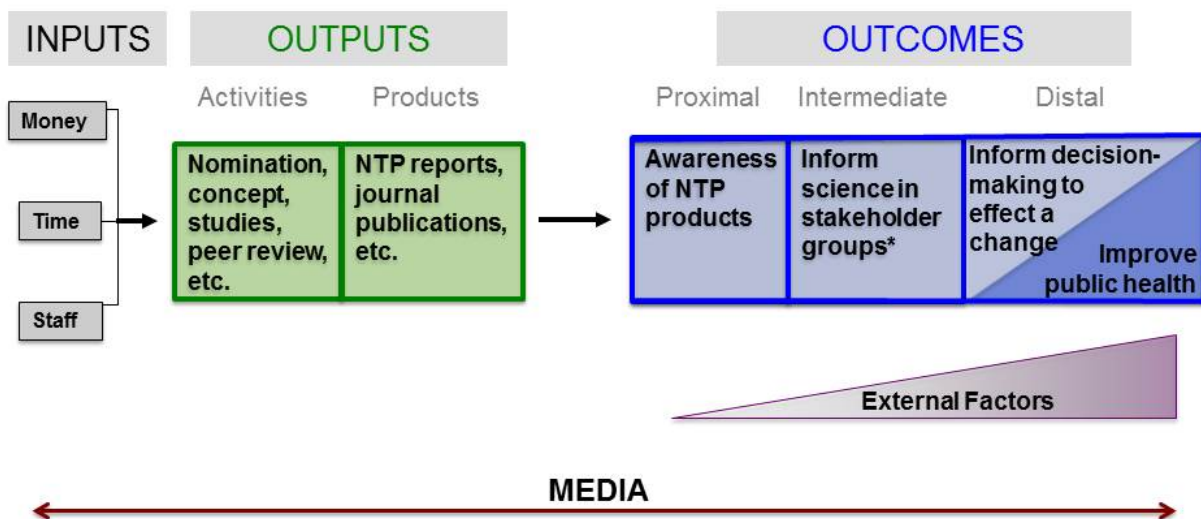 INPUTS
OUTPUTS
OUTCOMES
Activities
Products
Proximal
Intermediate
Distal
Money
Time
Staff
Nomination,
concept,
studies,
peer review,
etc.
NTP reports,
journal
publications,
etc.
Awareness
of NTP
products
Inform
science in
stakeholder
groups*
Inform decision-
making to
effect a
change
Improve
public health
External Factors
MEDIA